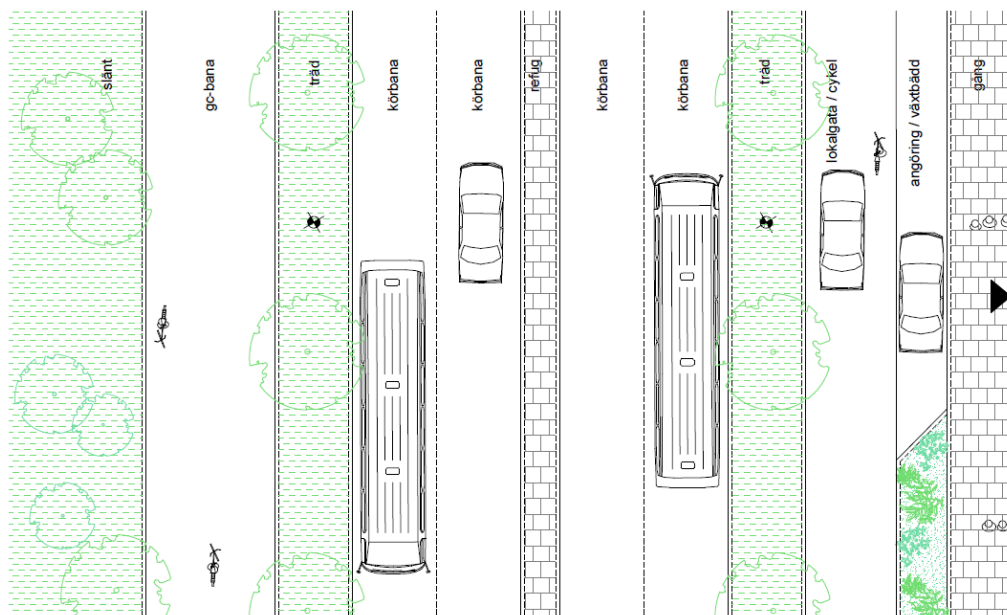 slänt
gc-bana
träd
körbana
körbana
refug
körbana
körbana
träd
lokalgata / cykel
angöring / växtbädd
gång